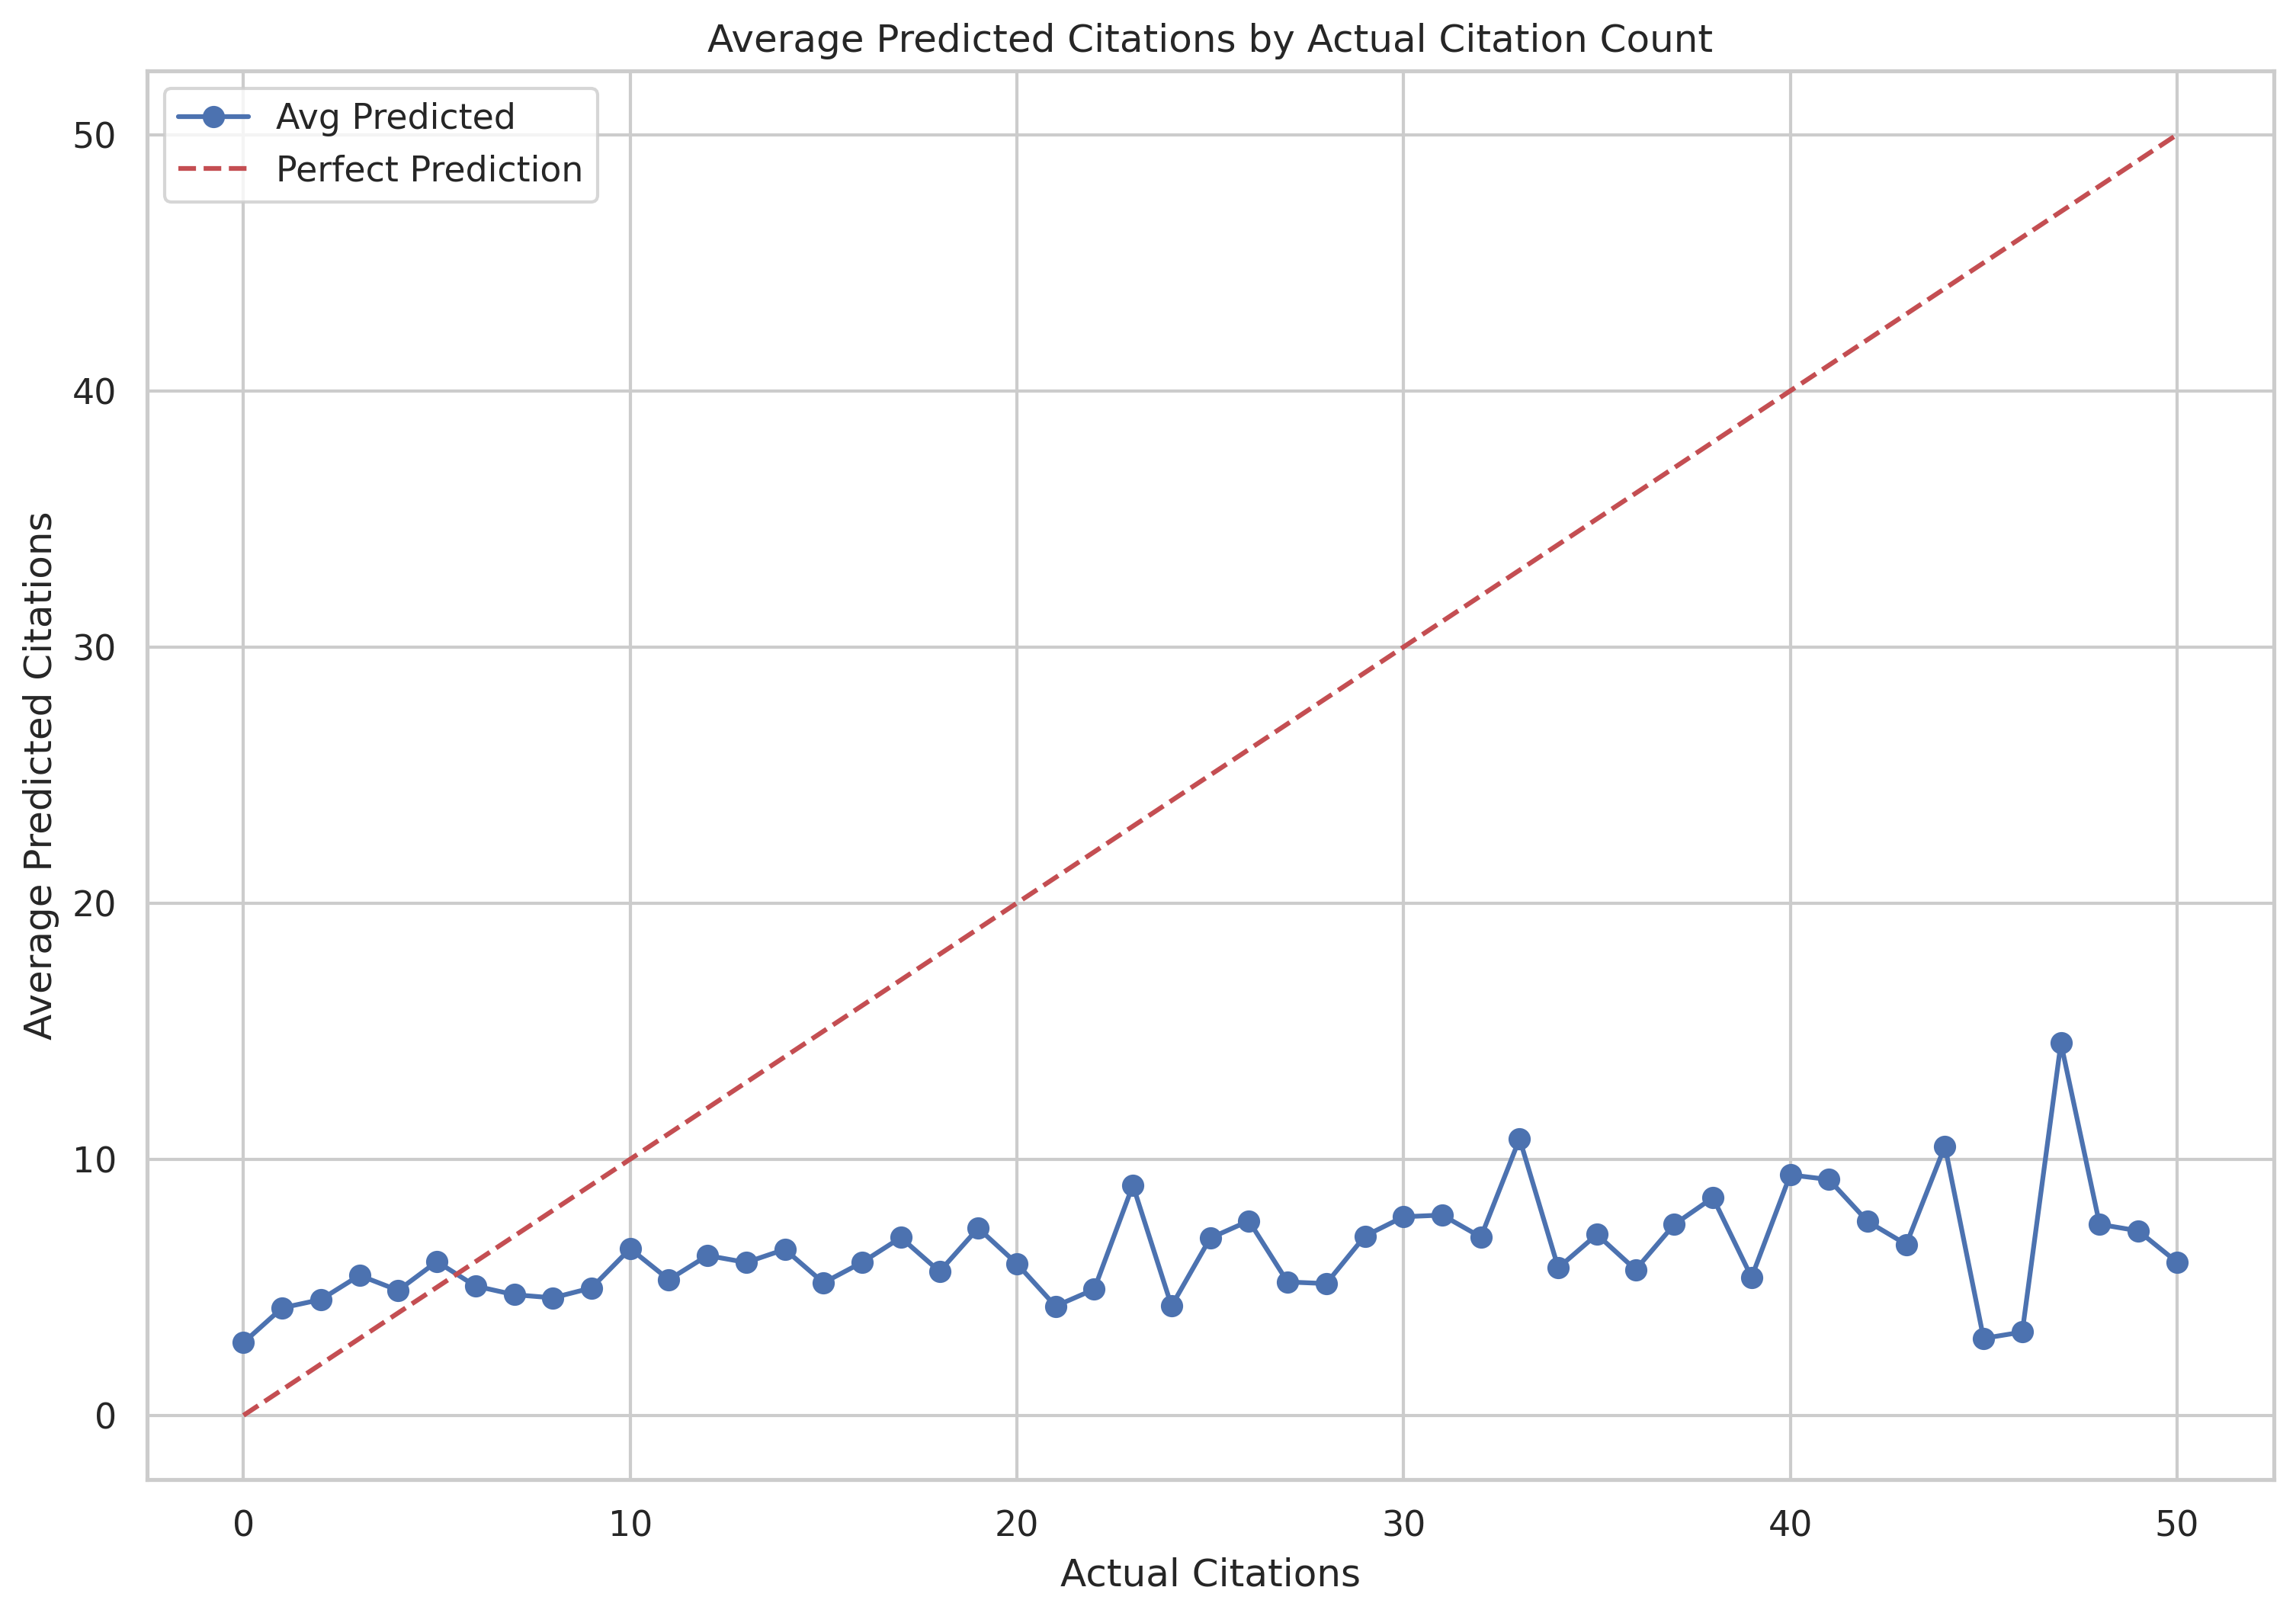 Average Predicted Citations by Actual Citation Count
Avg Predicted
Perfect Prediction
Average Predicted Citations
50
40
30
20
10
0
0 10 20 30 40 50
Actual Citations